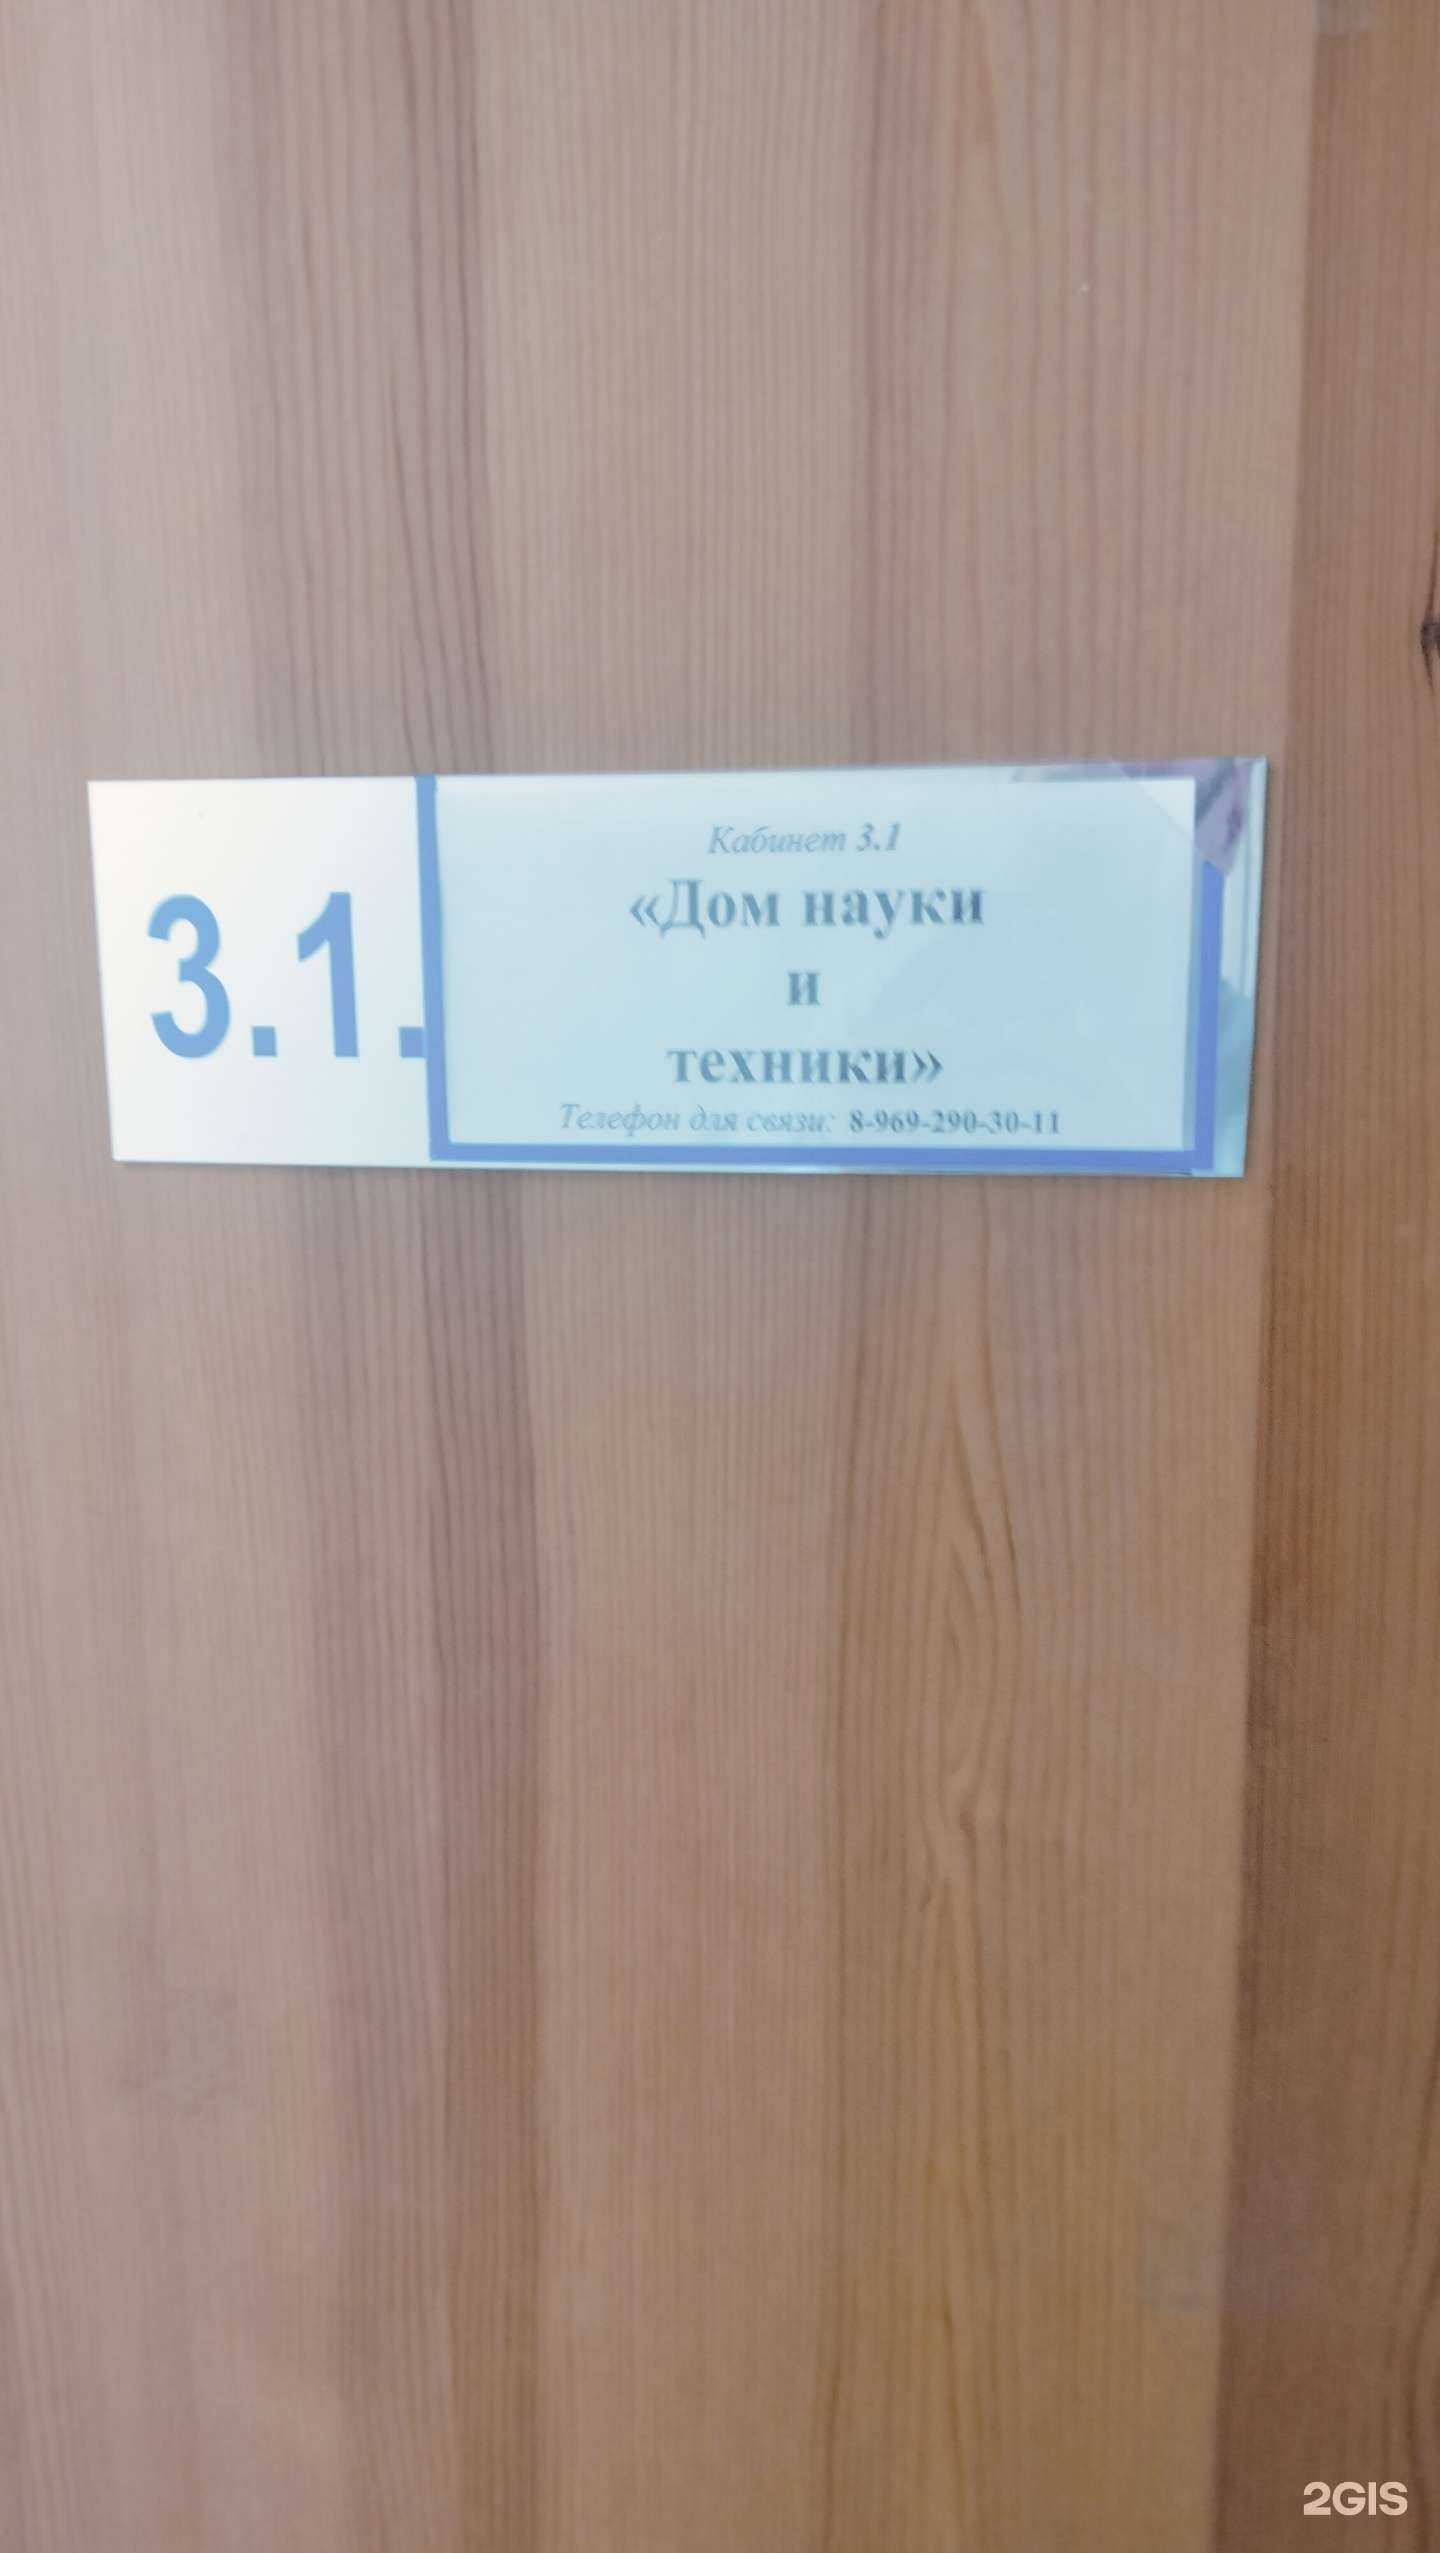 3.1.
Кабинет 3.1
«Дом науки
и
техники»
Телефон для связи: 8-969-290-30-11
2GIS